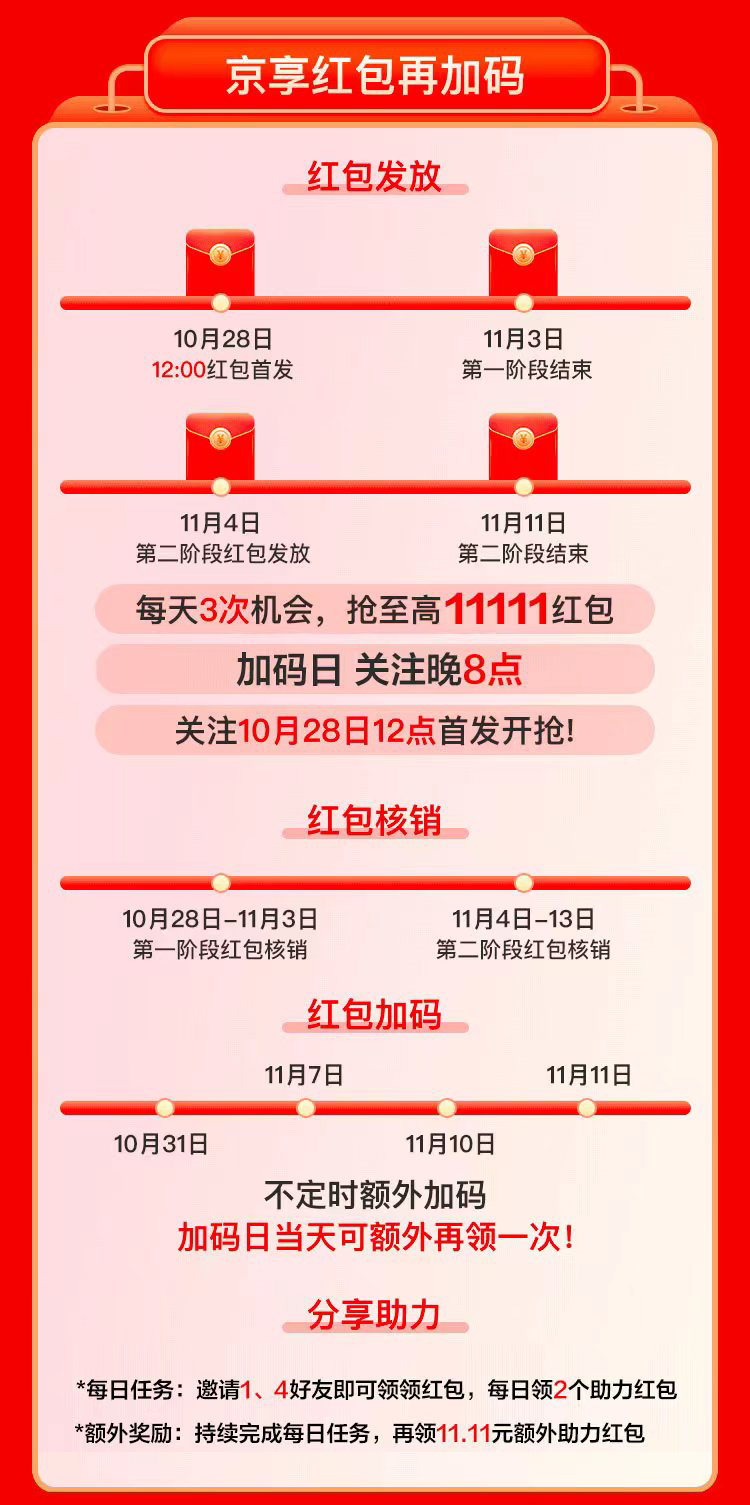 京享红包再加码
红包发放
10月28日
12:00红包首发
11月3日
第一阶段结束
11月4日
第二阶段红包发放
11月11日
第二阶段结束
每天3次机会，抢至高11111红包
加码日 关注晚8点
关注10月28日12点首发开抢!
红包核销
10月28日-11月3日
第一阶段红包核销
11月4日-13日
第二阶段红包核销
红包加码
11月7日
11月11日
10月31日
11月10日
不定时额外加码
加码日当天可额外再领一次!
分享助力
*每日任务：邀请1、4好友即可领领红包，每日领2个助力红包
*额外奖励：持续完成每日任务，再领11.11元额外助力红包